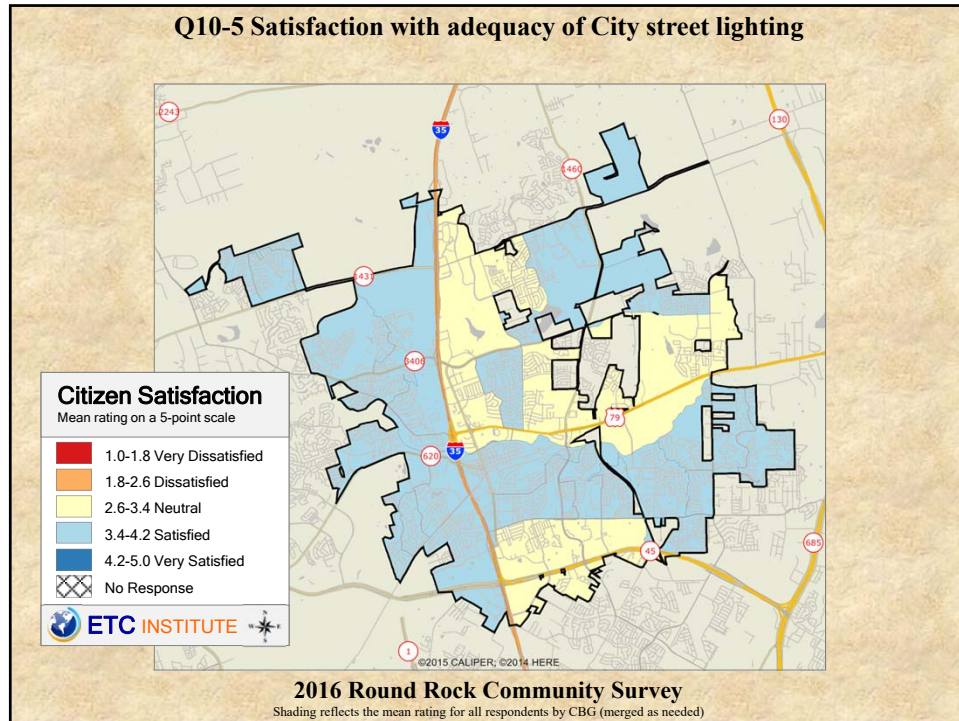 Q10-5 Satisfaction with adequacy of City street lighting
2243
35
130
1460
1431
3406
79
620
35
45
685
1
Citizen Satisfaction
Mean rating on a 5-point scale
1.0-1.8 Very Dissatisfied
1.8-2.6 Dissatisfied
2.6-3.4 Neutral
3.4-4.2 Satisfied
4.2-5.0 Very Satisfied
No Response
ETC INSTITUTE
N
W E
S
©2015 CALIPER; ©2014 HERE
2016 Round Rock Community Survey
Shading reflects the mean rating for all respondents by CBG (merged as needed)